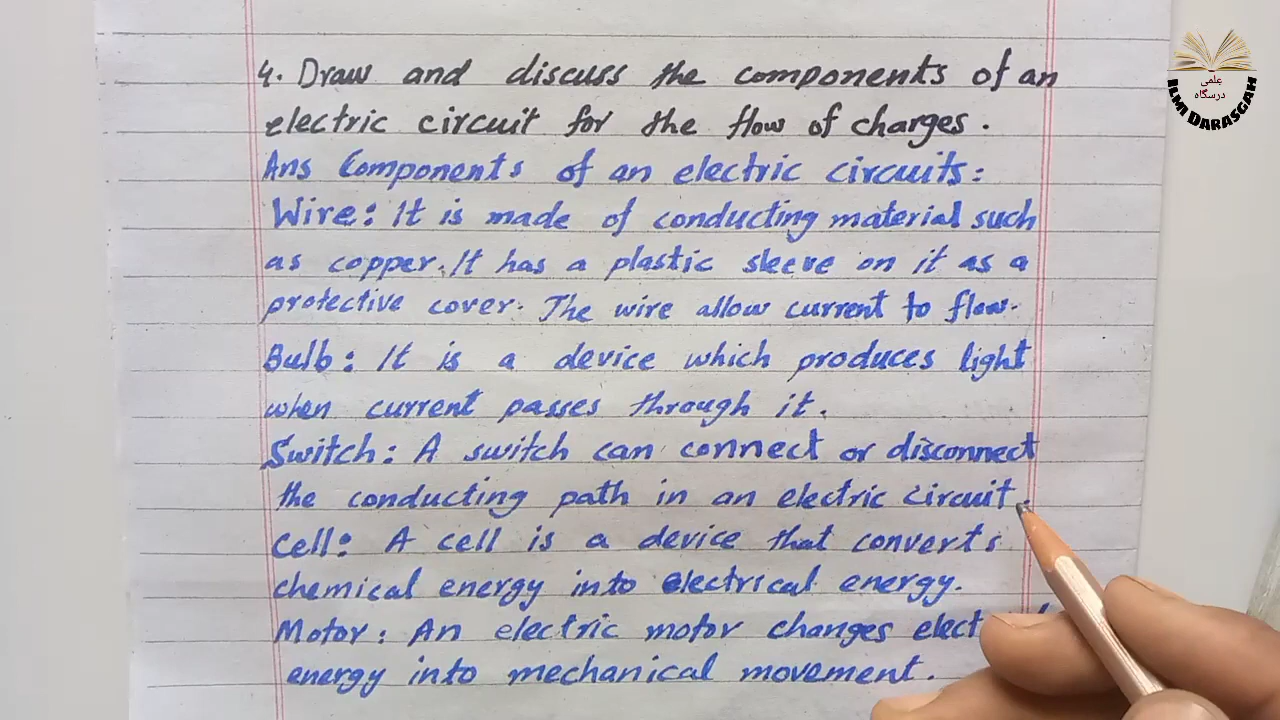 4. Draw and discuss the components of an
electric circuit for the flow of charges.
Ans Components of an electric circuits:
Wire: It is made of conducting material such
as copper. It has a plastic sleeve on it as a
protective cover. The wire allow current to flow.
Bulb: It is a device which produces light
when current passes through it.
Switch: A switch can connect or disconnect
the conducting path in an electric circuit.
Cell: A cell is a device that converts
chemical energy into electrical energy.
Motor: An electric motor changes
energy into mechanical movement.
علمی
درسگاہ
ILMI DARASGAH